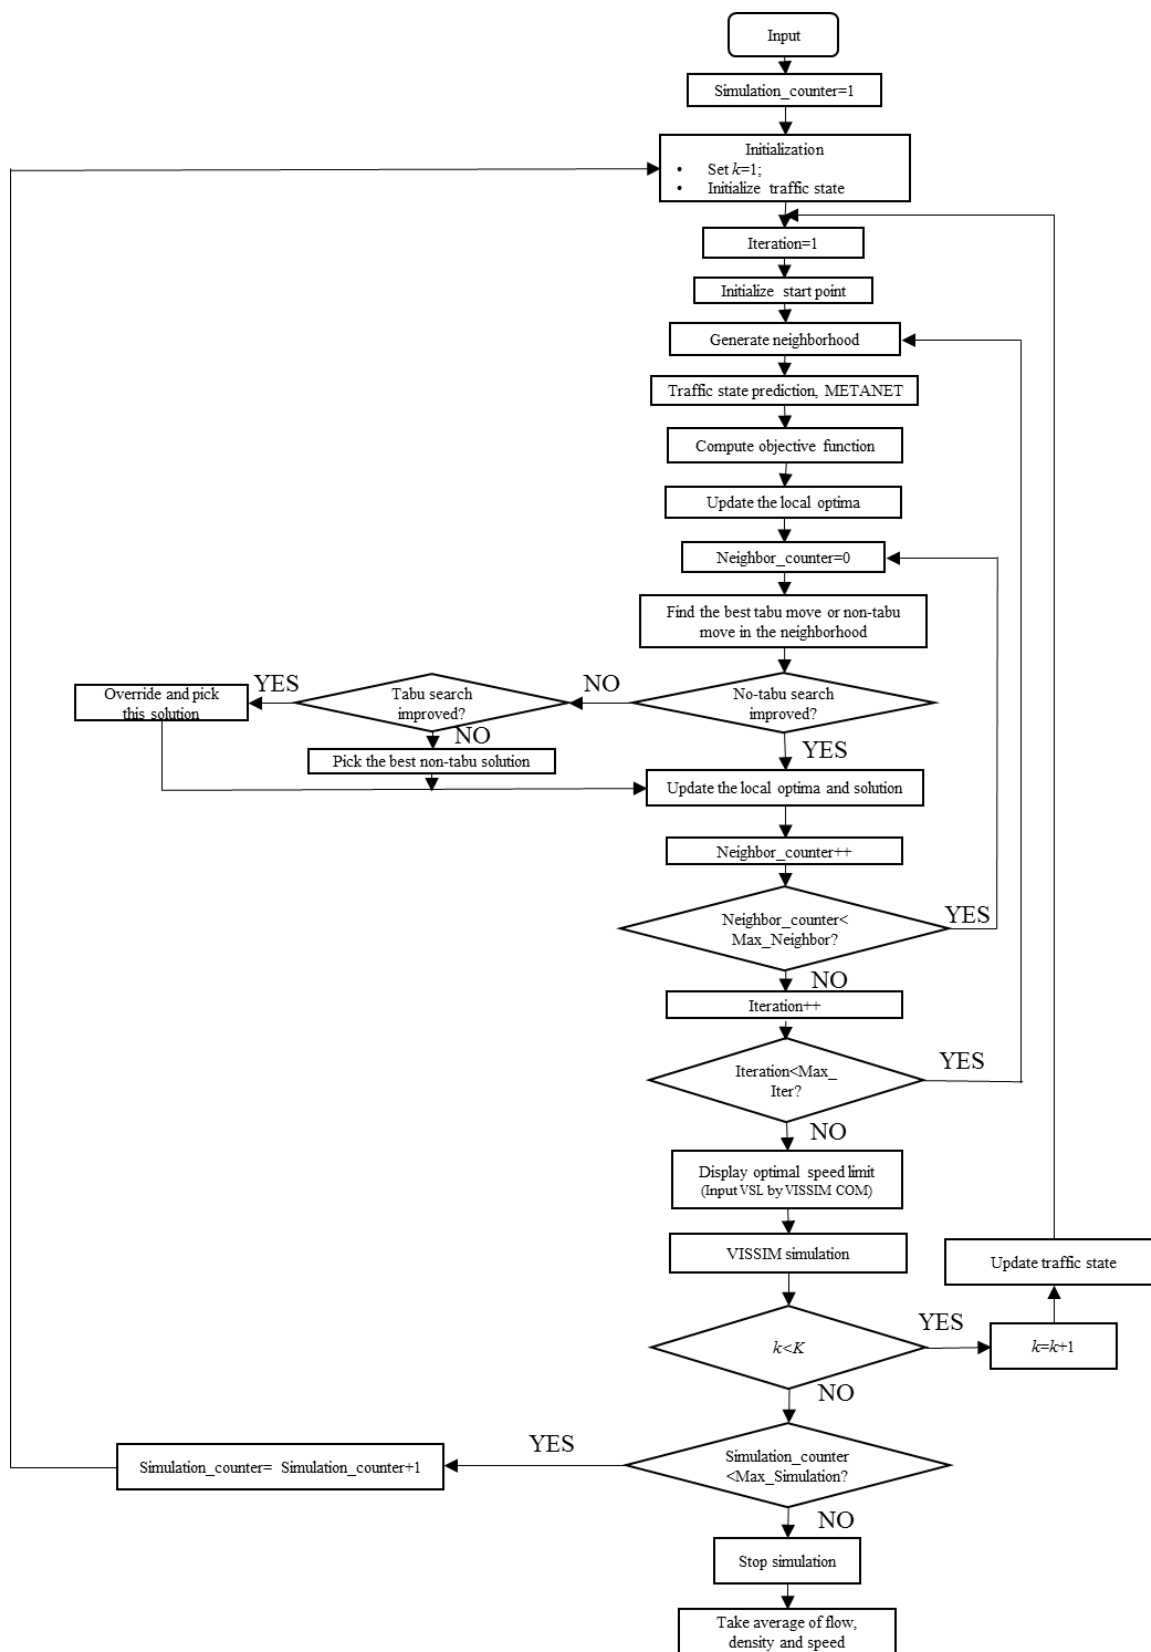 Input
Simulation_counter=1
Initialization
• Set k=1;
• Initialize traffic state
Iteration=1
Initialize start point
Generate neighborhood
Traffic state prediction, METANET
Compute objective function
Update the local optima
Neighbor_counter=0
Find the best tabu move or non-tabu
move in the neighborhood
Override and pick
this solution
YES
Tabu search
improved?
NO
No-tabu search
improved?
NO
YES
Pick the best non-tabu solution
Update the local optima and solution
Neighbor_counter++
Neighbor_counter<
Max_Neighbor?
YES
NO
Iteration++
Iteration<Max_
Iter?
YES
NO
Display optimal speed limit
(Input VSL by VISSIM COM)
VISSIM simulation
Update traffic state
k<K
YES
k=k+1
NO
Simulation_counter
<Max_Simulation?
YES
Simulation_counter= Simulation_counter+1
NO
Stop simulation
Take average of flow,
density and speed